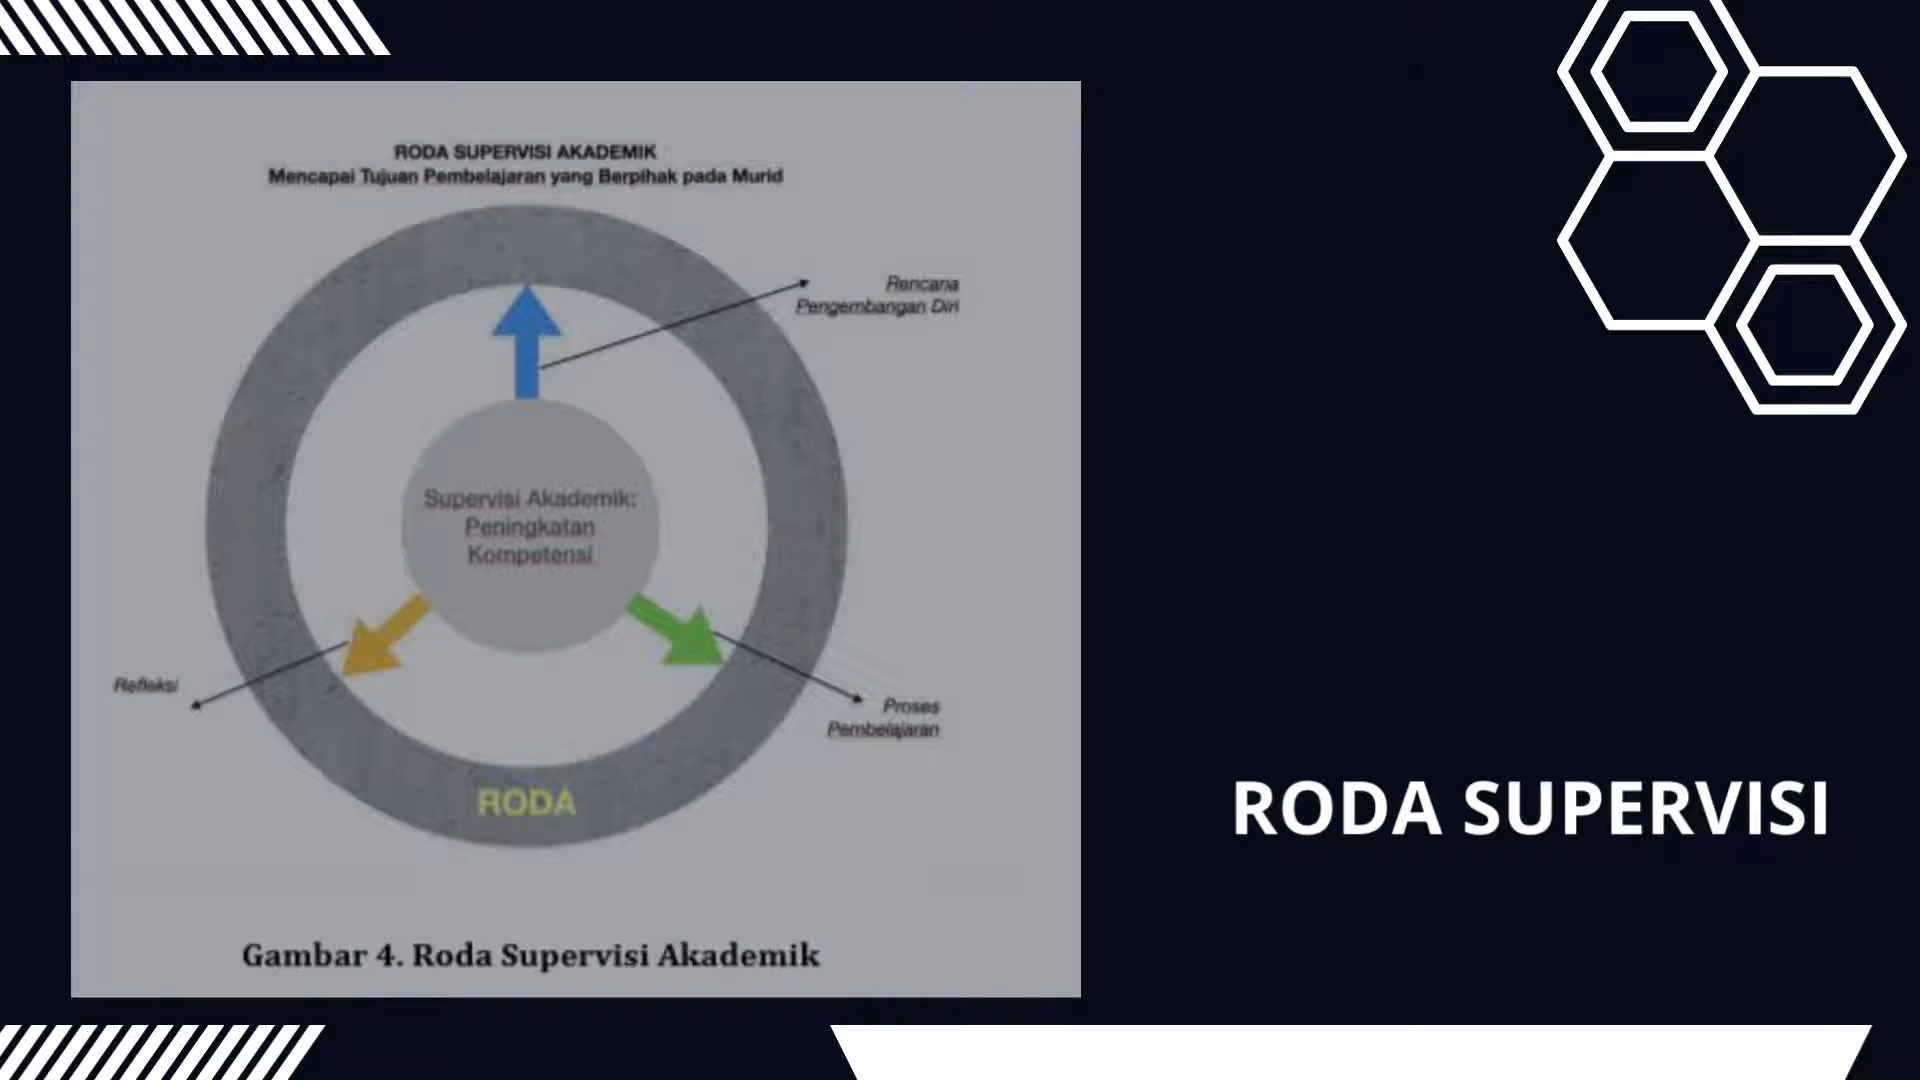 RODA SUPERVISI AKADEMIK
Mencapai Tujuan Pembelajaran yang Berpihak pada Murid
Rencana
Pengembangan Diri
Supervisi Akademik:
Peningkatan
Kompetensi
Refleksi
Proses
Pembelajaran
RODA
Gambar 4. Roda Supervisi Akademik
RODA SUPERVISI